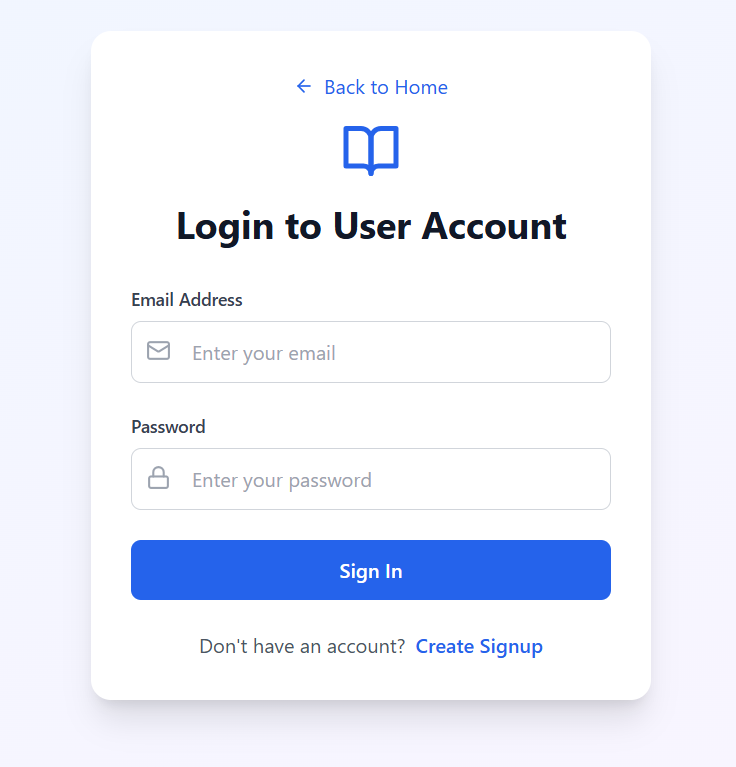 Back to Home
Login to User Account
Email Address
Enter your email
Password
Enter your password
Sign In
Don't have an account? Create Signup